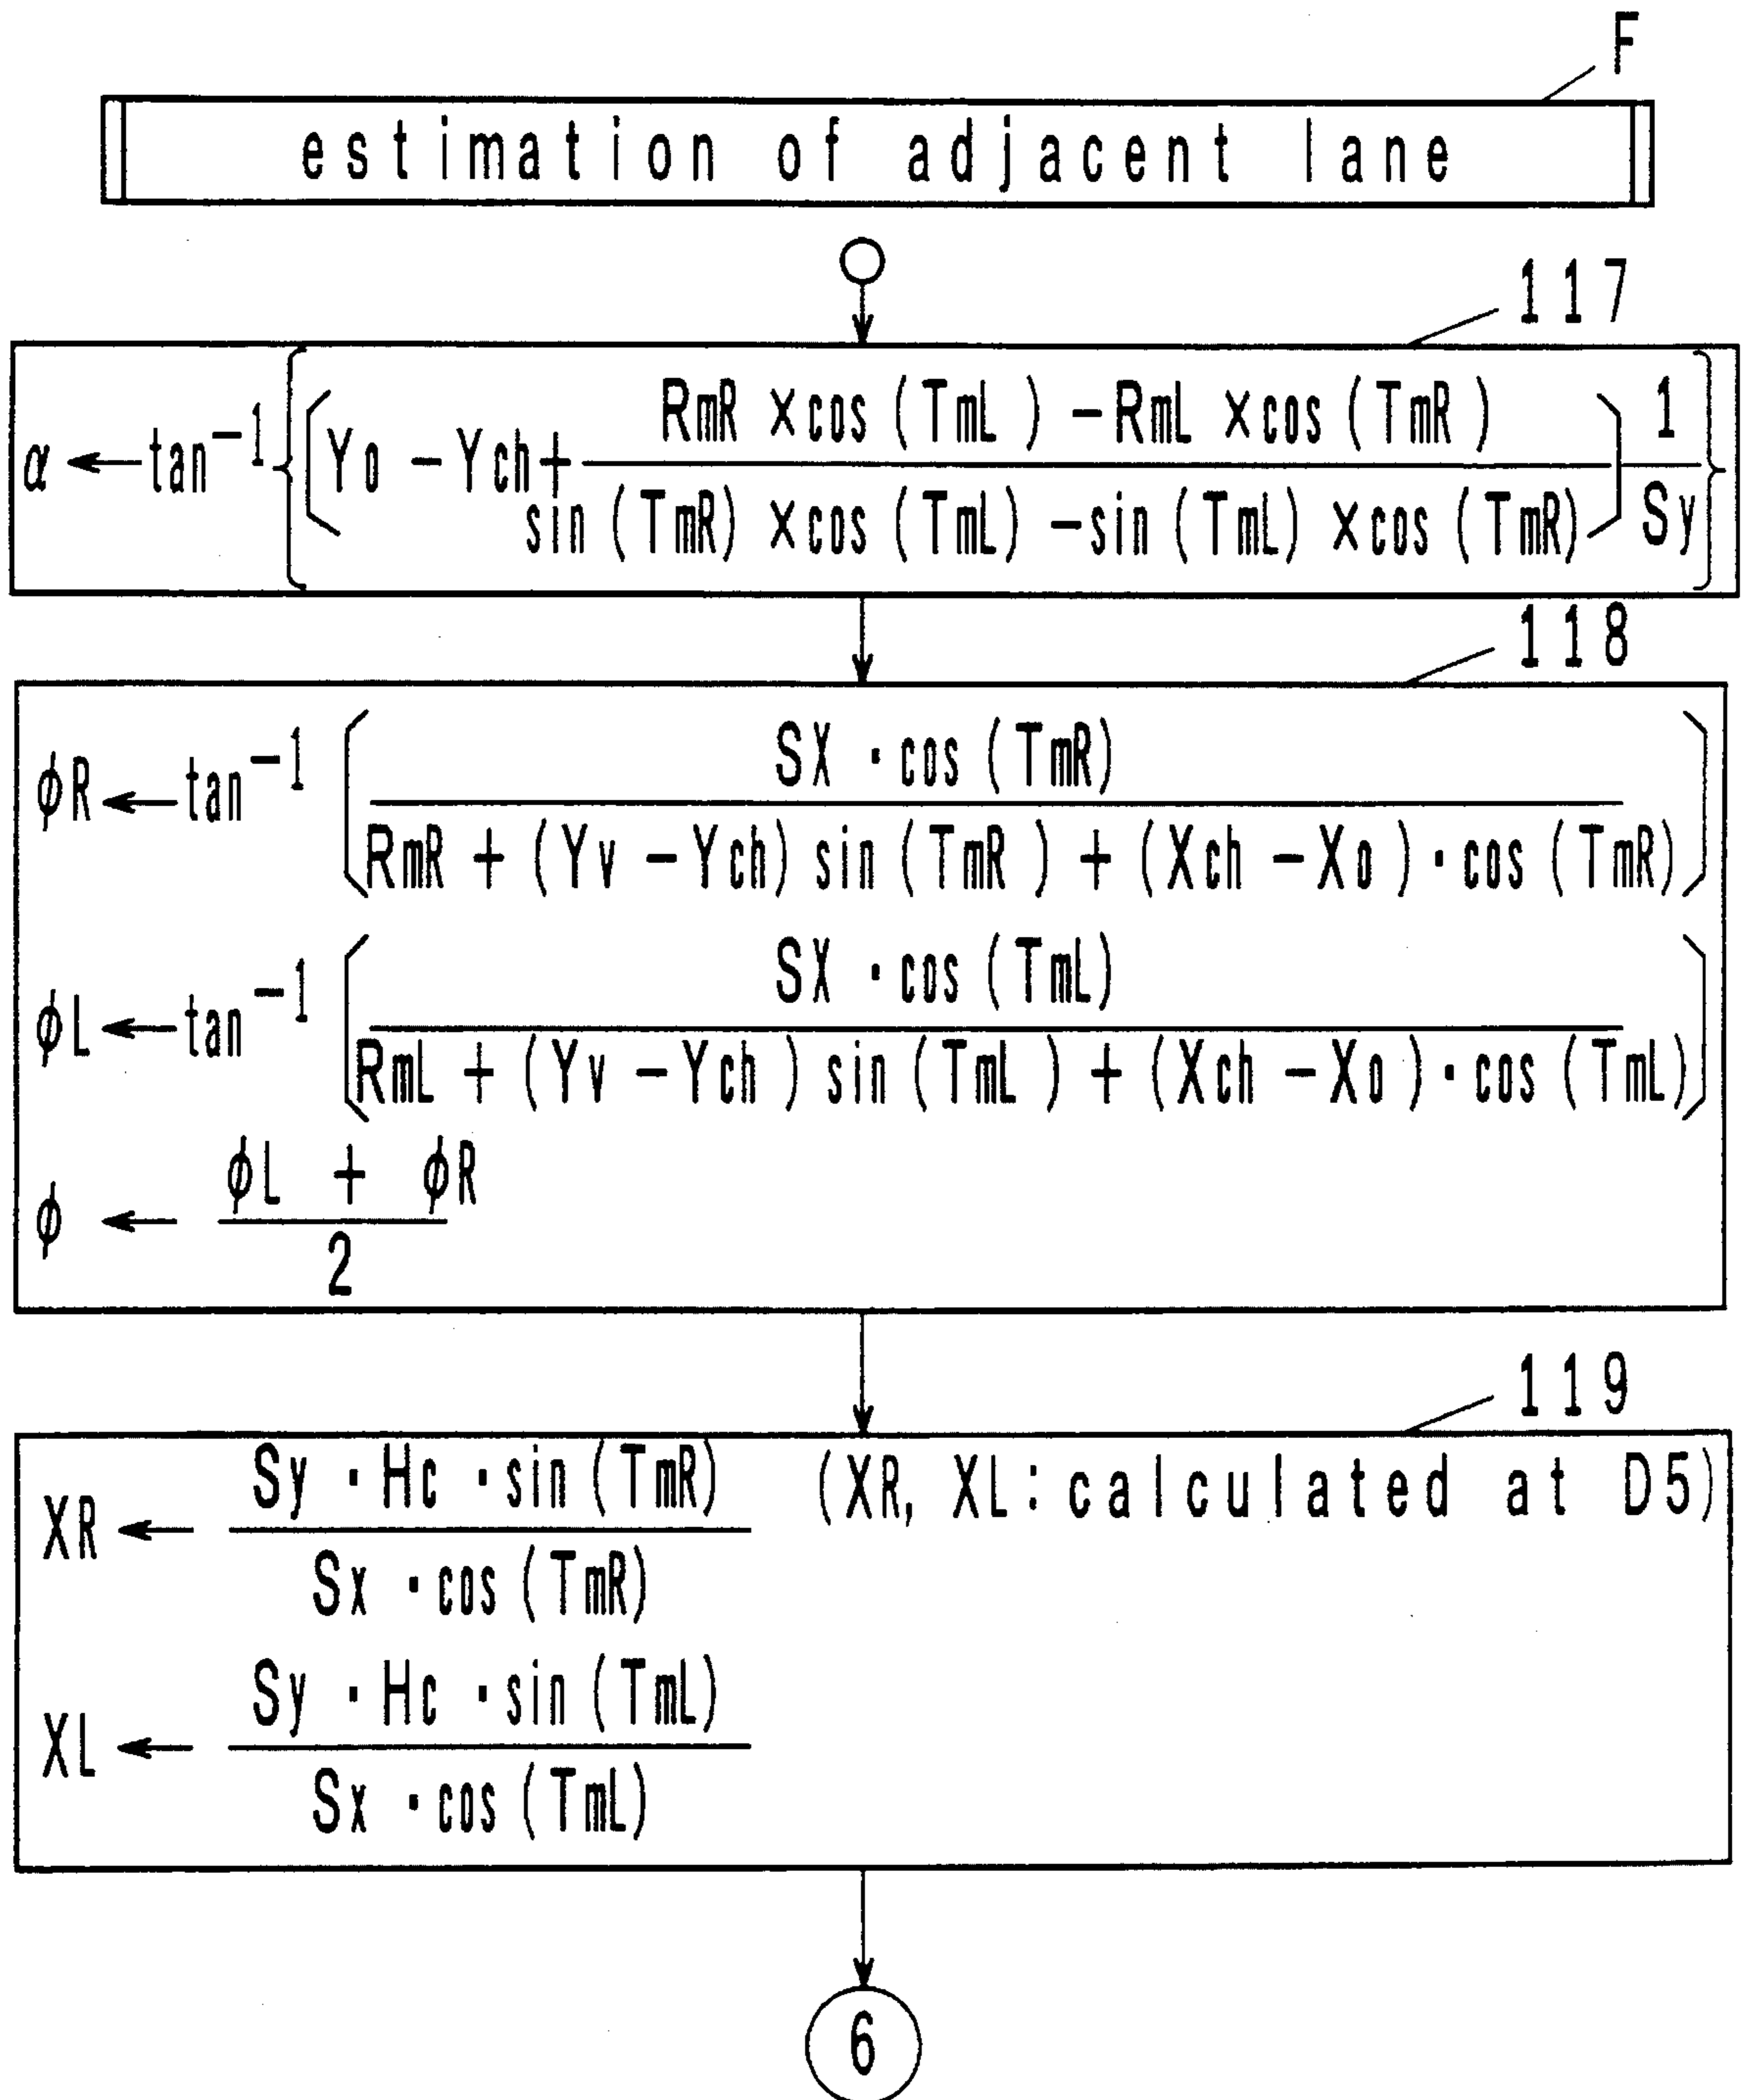 F
estimation of adjacent lane
117
α ← tan⁻¹ { [ Yo - Ych + (RmR × cos (TmL) - RmL × cos (TmR)) / (sin (TmR) × cos (TmL) - sin (TmL) × cos (TmR)) ] 1 / Sy }
118
φR ← tan⁻¹ [ SX · cos (TmR) / (RmR + (Yv - Ych) sin (TmR) + (Xch - Xo) · cos (TmR)) ]
φL ← tan⁻¹ [ SX · cos (TmL) / (RmL + (Yv - Ych) sin (TmL) + (Xch - Xo) · cos (TmL)) ]
φ ← (φL + φR) / 2
119
XR ← Sy · Hc · sin (TmR) / Sx · cos (TmR) (XR, XL: calculated at D5)
XL ← Sy · Hc · sin (TmL) / Sx · cos (TmL)
6